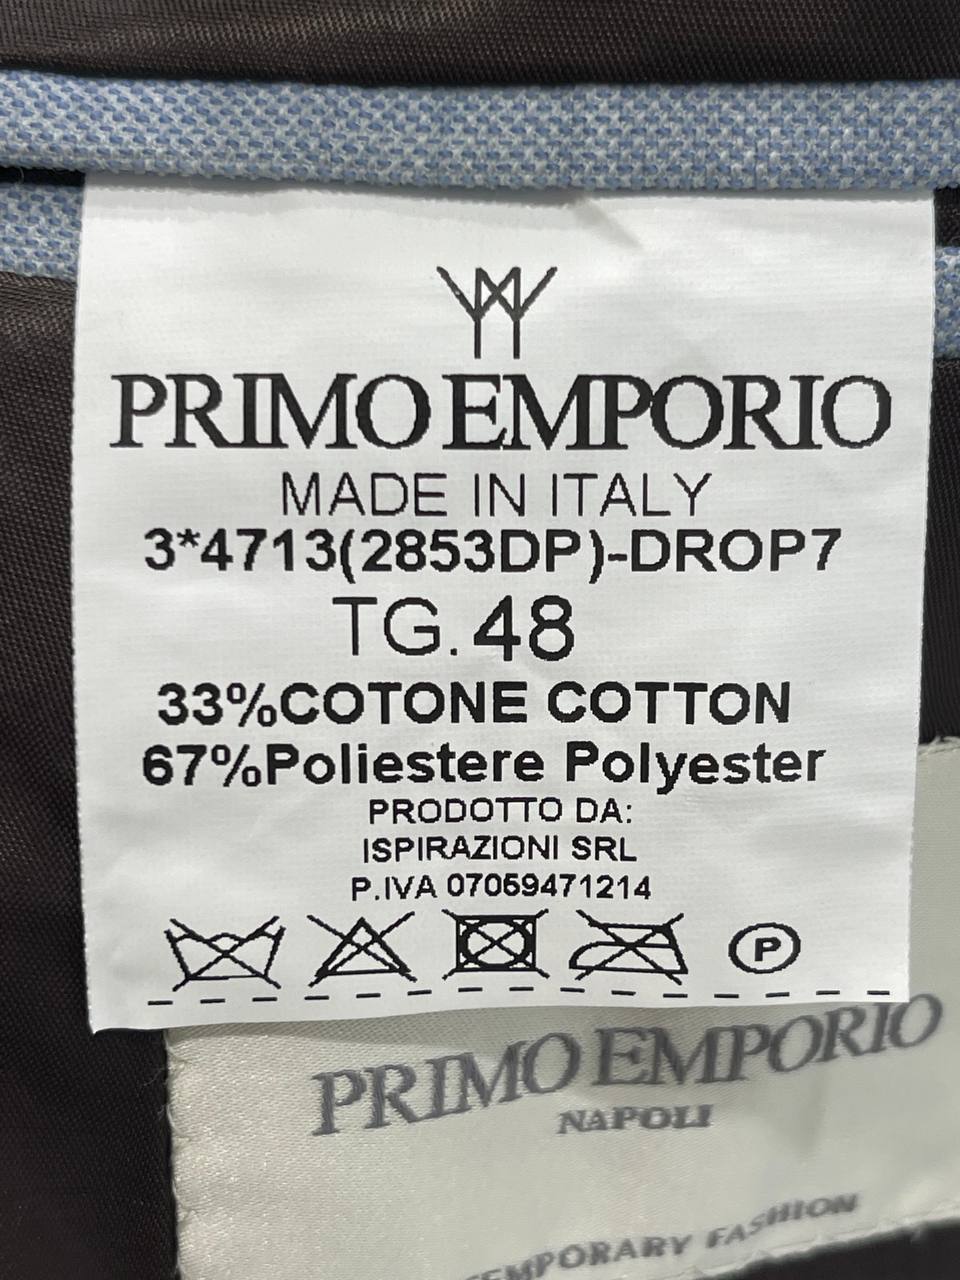 PRIMO EMPORIO
MADE IN ITALY
3*4713(2853DP)-DROP7
TG. 48
33%COTONE COTTON
67%Poliestere Polyester
PRODOTTO DA:
ISPIRAZIONI SRL
P.IVA 07059471214
P
PRIMO EMPORIO
NAPOLI
FASHION